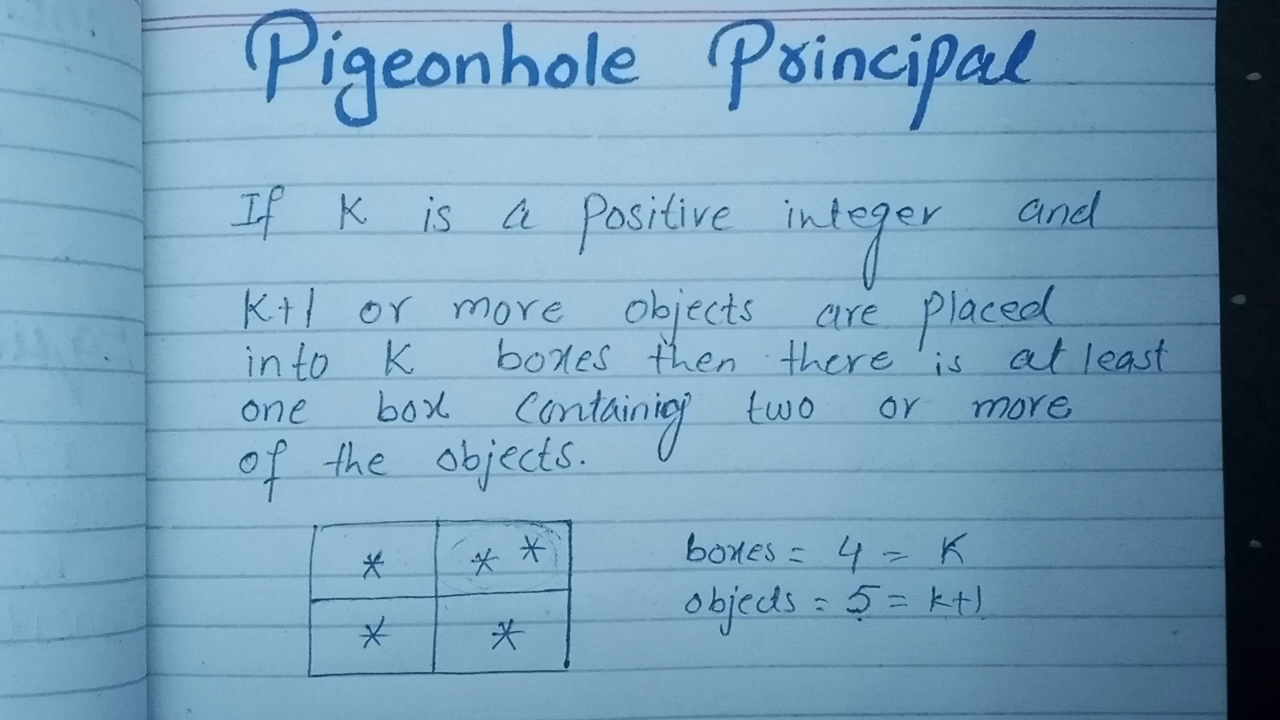 Pigeonhole Principal
If K is a positive integer and
k+1 or more objects are placed
into K boxes then there is at least
one box containig two or more
of the objects.
* * *
* *
boxes = 4 = K
objects = 5 = k+1